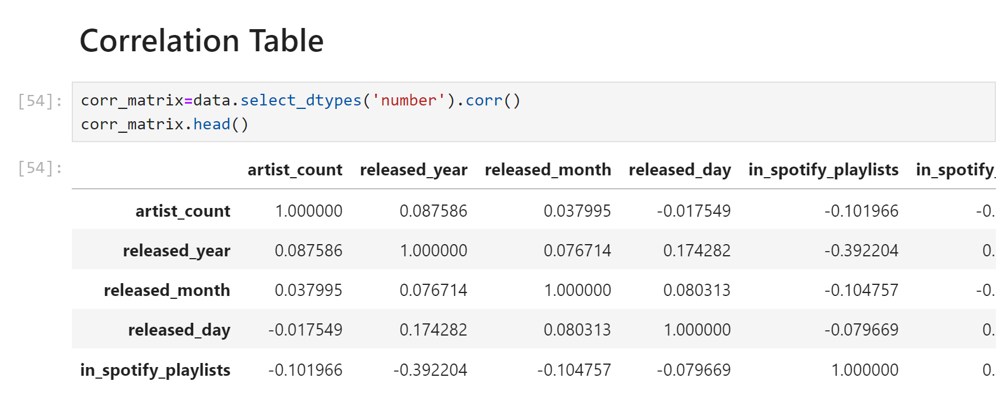 Correlation Table
[54]: corr_matrix=data.select_dtypes('number').corr()
corr_matrix.head()
[54]: artist_count released_year released_month released_day in_spotify_playlists in_spotify_
artist_count 1.000000 0.087586 0.037995 -0.017549 -0.101966 -0.
released_year 0.087586 1.000000 0.076714 0.174282 -0.392204 0.
released_month 0.037995 0.076714 1.000000 0.080313 -0.104757 -0.
released_day -0.017549 0.174282 0.080313 1.000000 -0.079669 0.
in_spotify_playlists -0.101966 -0.392204 -0.104757 -0.079669 1.000000 0.